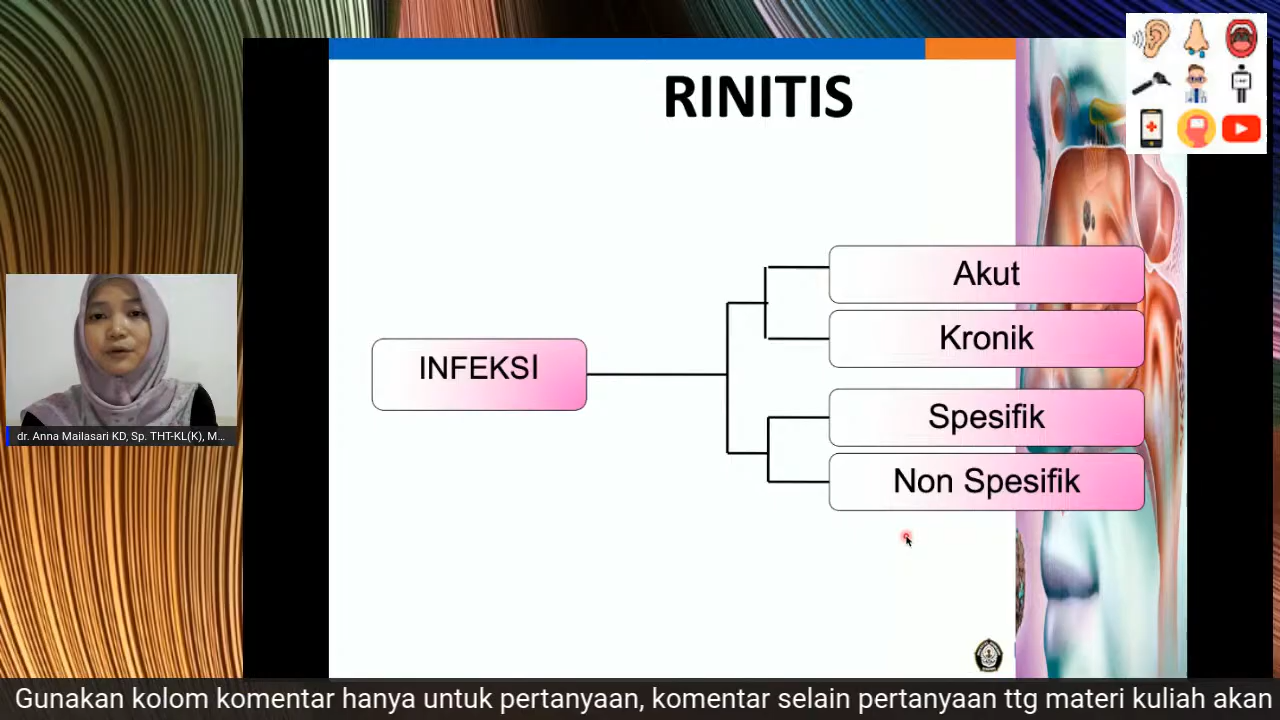 RINITIS
INFEKSI
Akut
Kronik
Spesifik
Non Spesifik
dr. Anna Mailasari KD, Sp. THT-KL(K), M...
Gunakan kolom komentar hanya untuk pertanyaan, komentar selain pertanyaan ttg materi kuliah akan